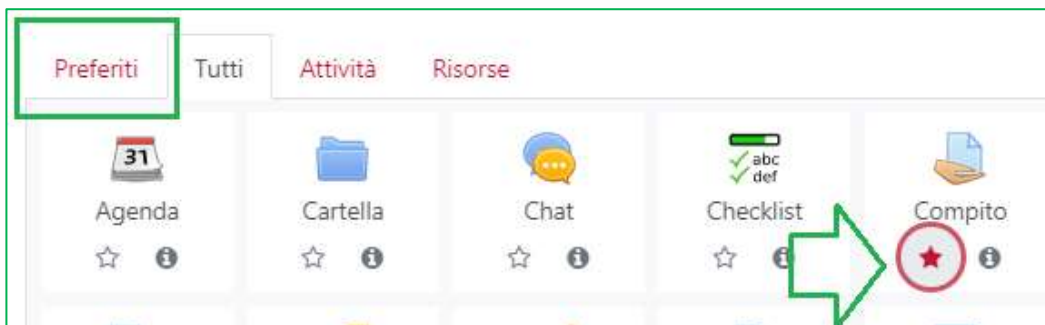 Preferiti Tutti Attività Risorse
31
abc
def
Agenda Cartella Chat Checklist Compito